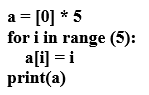 a = [0] * 5
for i in range (5):
    a[i] = i
print(a)